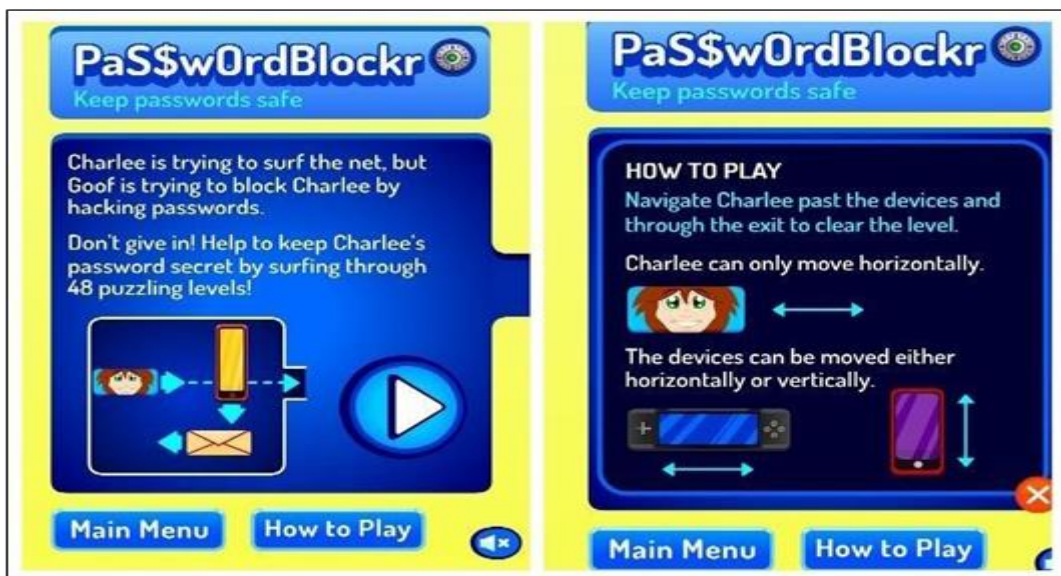 PaS$w0rdBlockr
Keep passwords safe
Charlee is trying to surf the net, but
Goof is trying to block Charlee by
hacking passwords.
Don't give in! Help to keep Charlee's
password secret by surfing through
48 puzzling levels!
Main Menu
How to Play
PaS$w0rdBlockr
Keep passwords safe
HOW TO PLAY
Navigate Charlee past the devices and
through the exit to clear the level.
Charlee can only move horizontally.
The devices can be moved either
horizontally or vertically.
Main Menu
How to Play